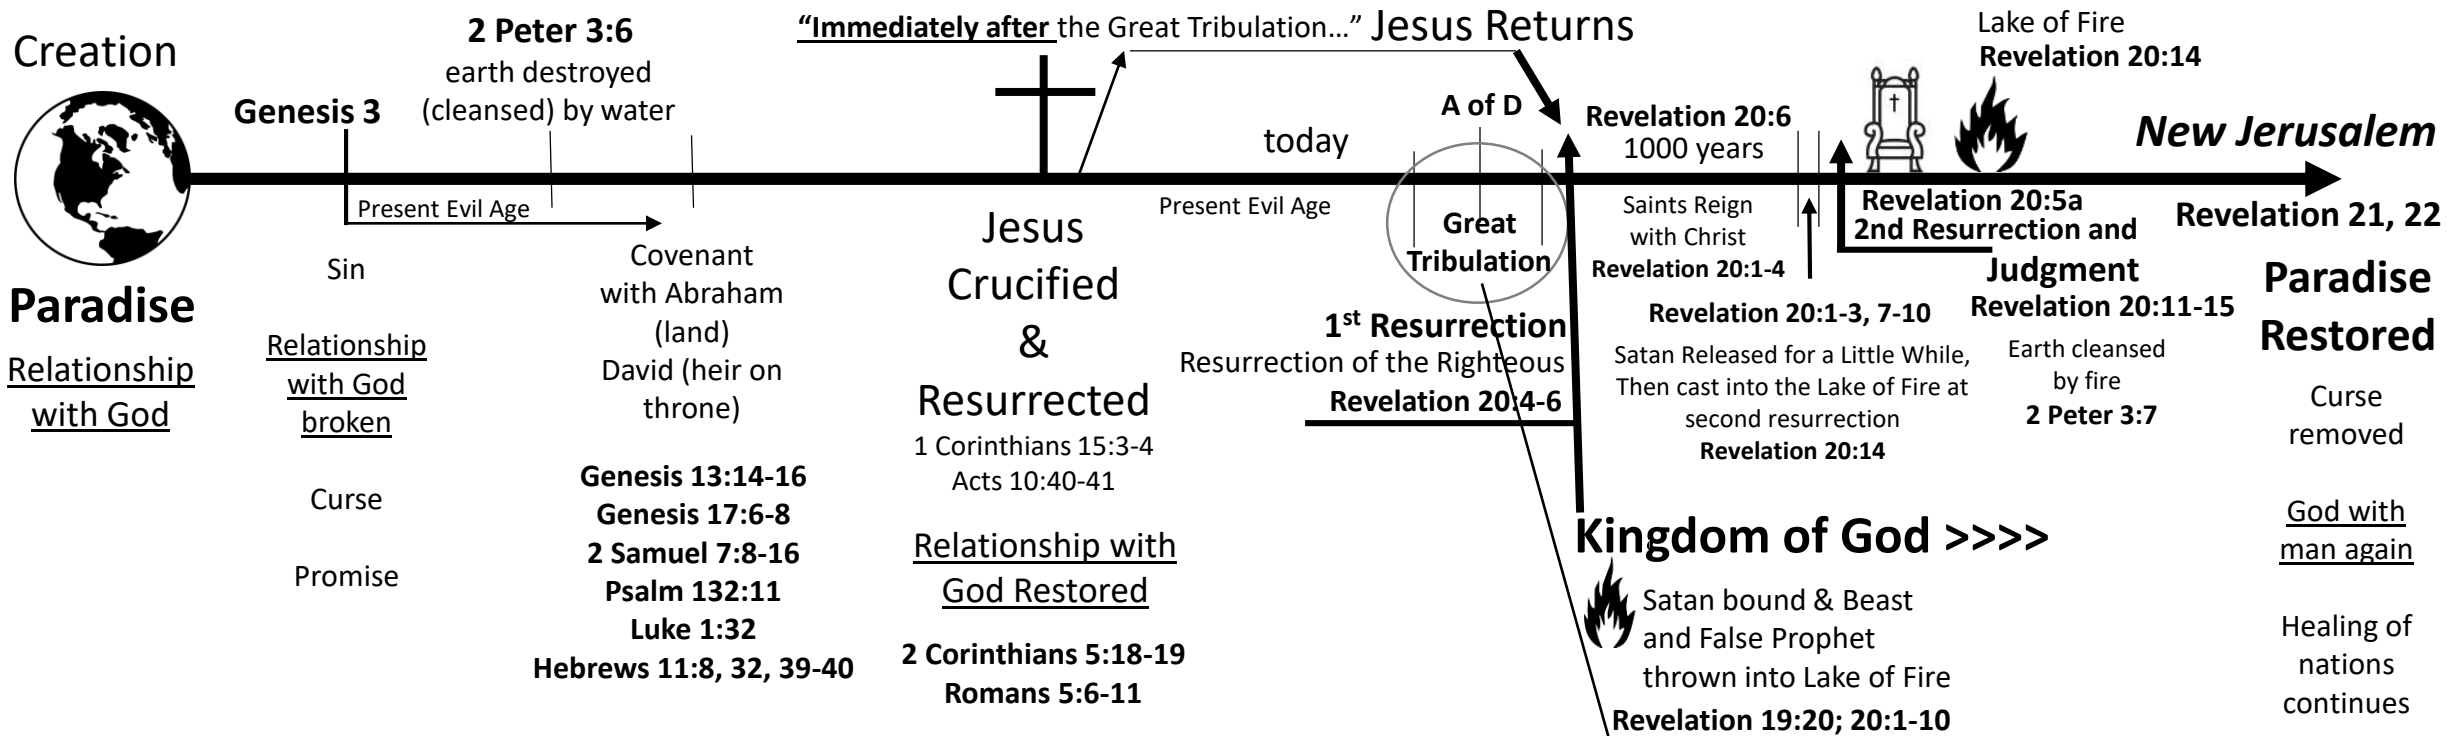 Creation
Paradise
Relationship
with God
Genesis 3
Present Evil Age
Sin
Relationship
with God
broken
Curse
Promise
2 Peter 3:6
earth destroyed
(cleansed) by water
Covenant
with Abraham
(land)
David (heir on
throne)
Genesis 13:14-16
Genesis 17:6-8
2 Samuel 7:8-16
Psalm 132:11
Luke 1:32
Hebrews 11:8, 32, 39-40
“Immediately after the Great Tribulation...” Jesus Returns
Jesus
Crucified
&
Resurrected
1 Corinthians 15:3-4
Acts 10:40-41
Relationship with
God Restored
2 Corinthians 5:18-19
Romans 5:6-11
today
Present Evil Age
A of D
Great
Tribulation
1st Resurrection
Resurrection of the Righteous
Revelation 20:4-6
Revelation 20:6
1000 years
Saints Reign
with Christ
Revelation 20:1-4
Revelation 20:1-3, 7-10
Satan Released for a Little While,
Then cast into the Lake of Fire at
second resurrection
Revelation 20:14
Kingdom of God >>>>
Satan bound & Beast
and False Prophet
thrown into Lake of Fire
Revelation 19:20; 20:1-10
Lake of Fire
Revelation 20:14
Revelation 20:5a
2nd Resurrection and
Judgment
Revelation 20:11-15
Earth cleansed
by fire
2 Peter 3:7
New Jerusalem
Revelation 21, 22
Paradise
Restored
Curse
removed
God with
man again
Healing of
nations
continues